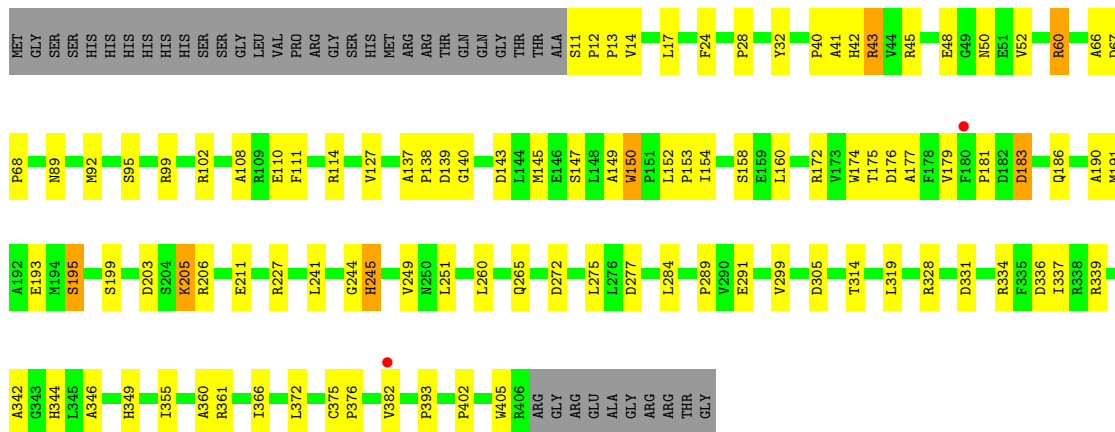 MET GLY SER SER HIS HIS HIS HIS HIS HIS SER SER GLY LEU VAL PRO ARG GLY SER HIS MET ARG ARG THR GLN GLN GLY THR THR ALA S11 P12 P13 V14 L17 F24 P28 Y32 P40 A41 H42 R43 V44 R45 E48 G49 N50 E51 V52 R60 A66 D67
P68 N89 M92 S95 R99 R102 A108 R109 E110 F111 R114 V127 A137 P138 D139 G140 D143 L144 M145 E146 S147 L148 A149 W150 P151 L152 P153 I154 S158 E159 L160 R172 V173 W174 T175 D176 A177 F178 V179 F180 P181 D182 D183 Q186 A190 M191
A192 E193 M194 S195 S199 D203 S204 K205 R206 E211 R227 L241 G244 H245 V249 N250 L251 L260 Q265 D272 L275 L276 D277 L284 P289 V290 E291 V299 D305 T314 L319 R328 D331 R334 F335 D336 I337 R338 R339
A342 G343 H344 L345 A346 H349 I355 A360 R361 I366 L372 C375 P376 V382 P393 P402 W405 R406 ARG GLY ARG GLU ALA GLY ARG ARG THR GLY